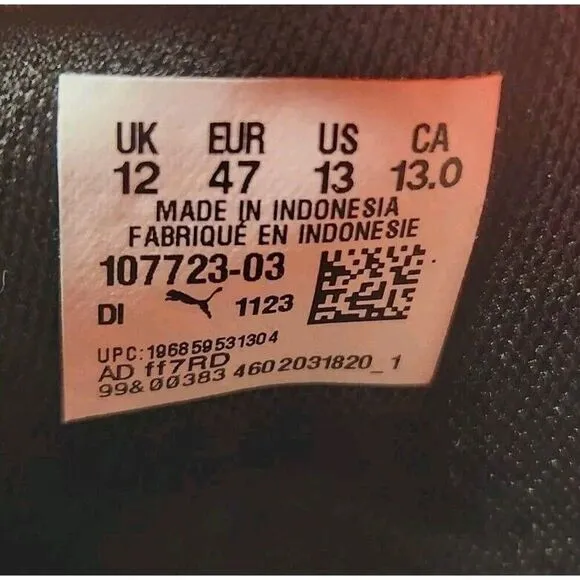 UK EUR US CA
12 47 13 13.0
MADE IN INDONESIA
FABRIQUÉ EN INDONESIE
107723-03
DI 1123
UPC:196859531304
AD ff7RD
99&00383 4602031820_1